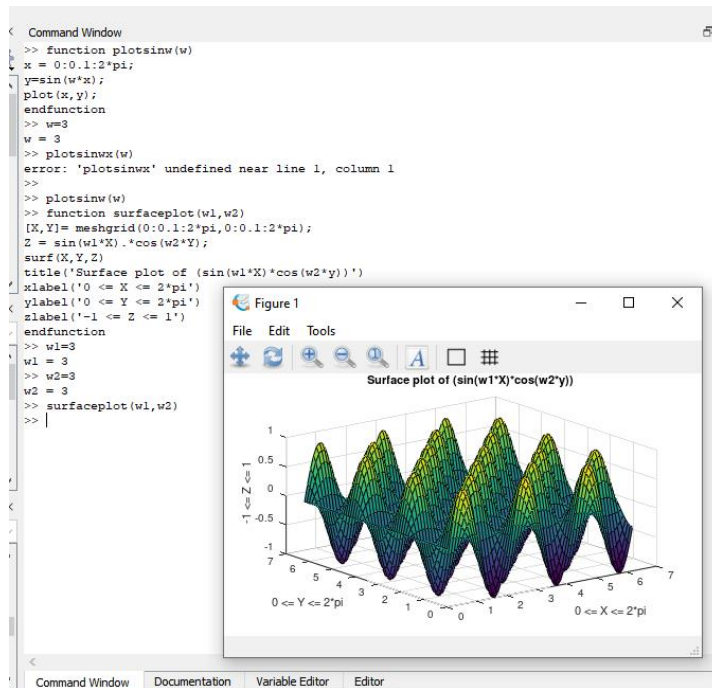 Command Window
>> function plotsinw(w)
x = 0:0.1:2*pi;
y=sin(w*x);
plot(x,y);
endfunction
>> w=3
w = 3
>> plotsinwx(w)
error: 'plotsinwx' undefined near line 1, column 1
>>
>> plotsinw(w)
>> function surfaceplot(w1,w2)
[X,Y]= meshgrid(0:0.1:2*pi,0:0.1:2*pi);
Z = sin(w1*X).*cos(w2*Y);
surf(X,Y,Z)
title('Surface plot of (sin(w1*X)*cos(w2*y))')
xlabel('0 <= X <= 2*pi')
ylabel('0 <= Y <= 2*pi')
zlabel('-1 <= Z <= 1')
endfunction
>> w1=3
w1 = 3
>> w2=3
w2 = 3
>> surfaceplot(w1,w2)
>>
Figure 1
File Edit Tools
A
Surface plot of (sin(w1*X)*cos(w2*y))
1
0.5
0
-0.5
-1
-1 <= Z <= 1
7 6 5 4 3 2 1 0
0 <= Y <= 2*pi
0 1 2 3 4 5 6 7
0 <= X <= 2*pi
Command Window Documentation Variable Editor Editor